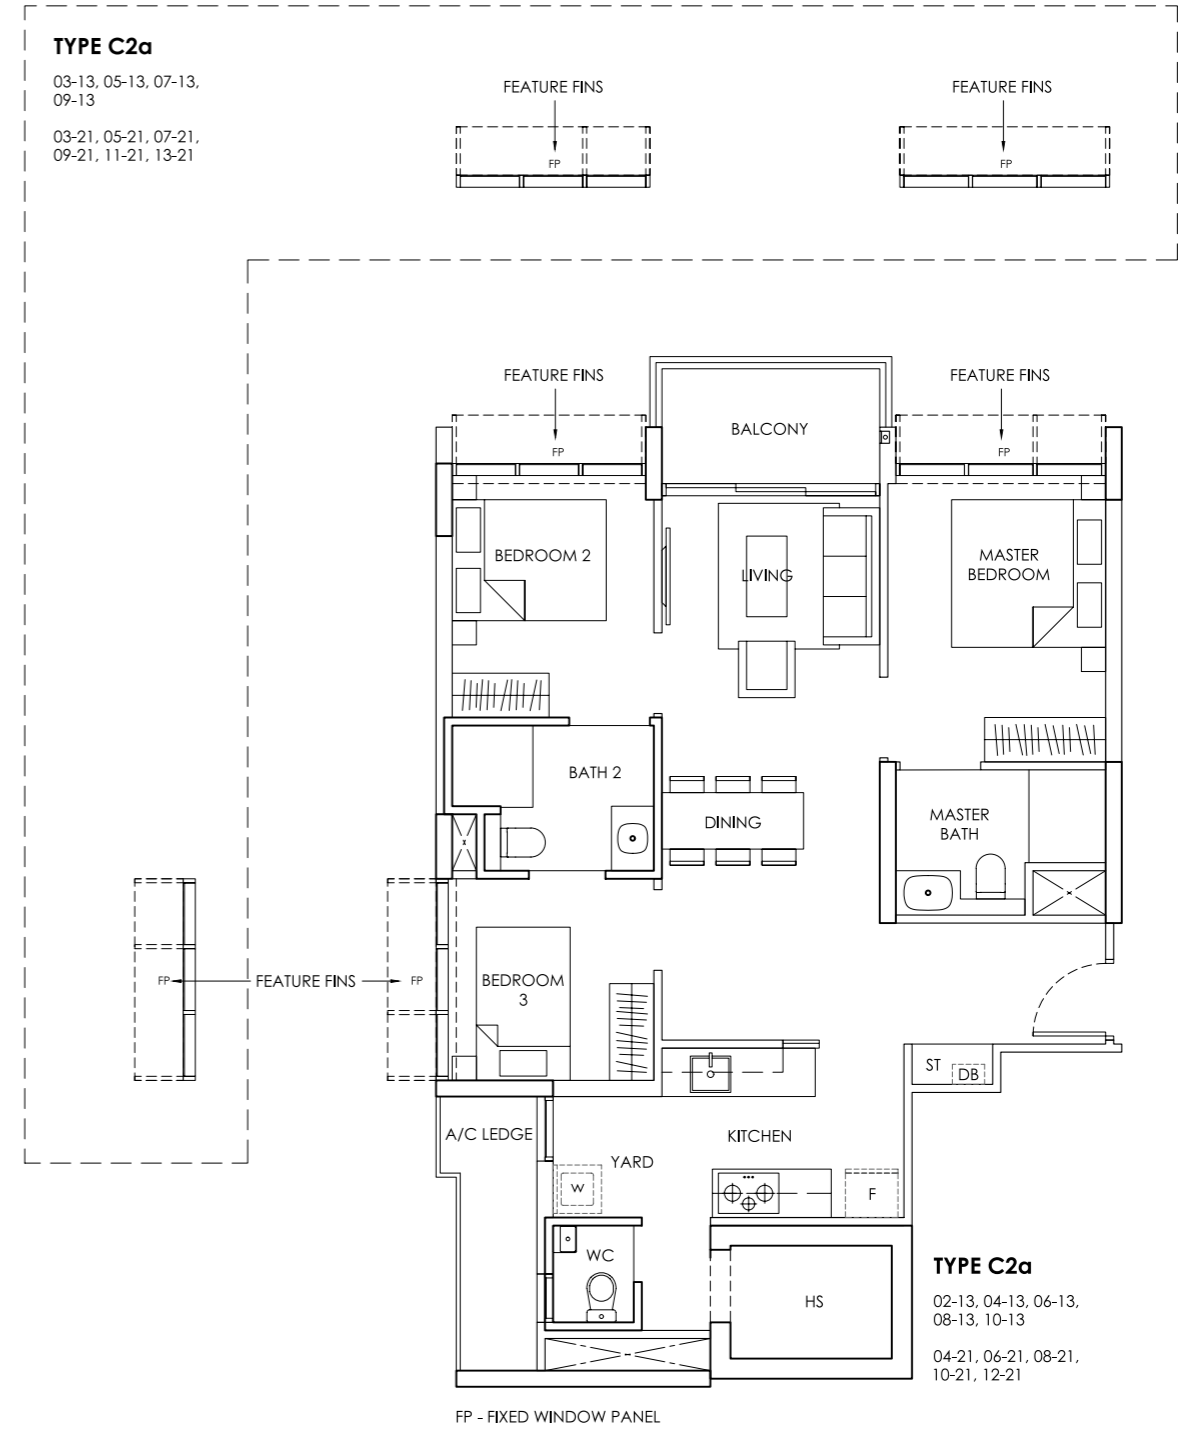 TYPE C2a
03-13, 05-13, 07-13,
09-13
03-21, 05-21, 07-21,
09-21, 11-21, 13-21
FEATURE FINS
FP
FEATURE FINS
FP
FEATURE FINS
FP
BALCONY
FEATURE FINS
FP
BEDROOM 2
LIVING
MASTER
BEDROOM
BATH 2
DINING
MASTER
BATH
FP
FEATURE FINS
FP
BEDROOM
3
ST
DB
A/C LEDGE
YARD
KITCHEN
W
F
WC
HS
TYPE C2a
02-13, 04-13, 06-13,
08-13, 10-13
04-21, 06-21, 08-21,
10-21, 12-21
FP - FIXED WINDOW PANEL